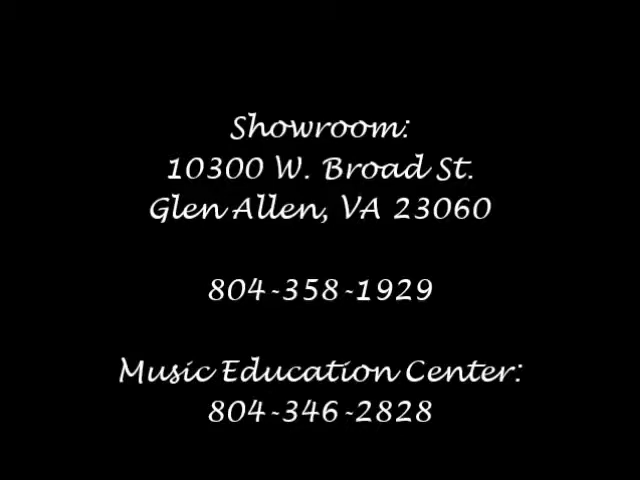 Showroom:
10300 W. Broad St.
Glen Allen, VA 23060
804-358-1929
Music Education Center:
804-346-2828